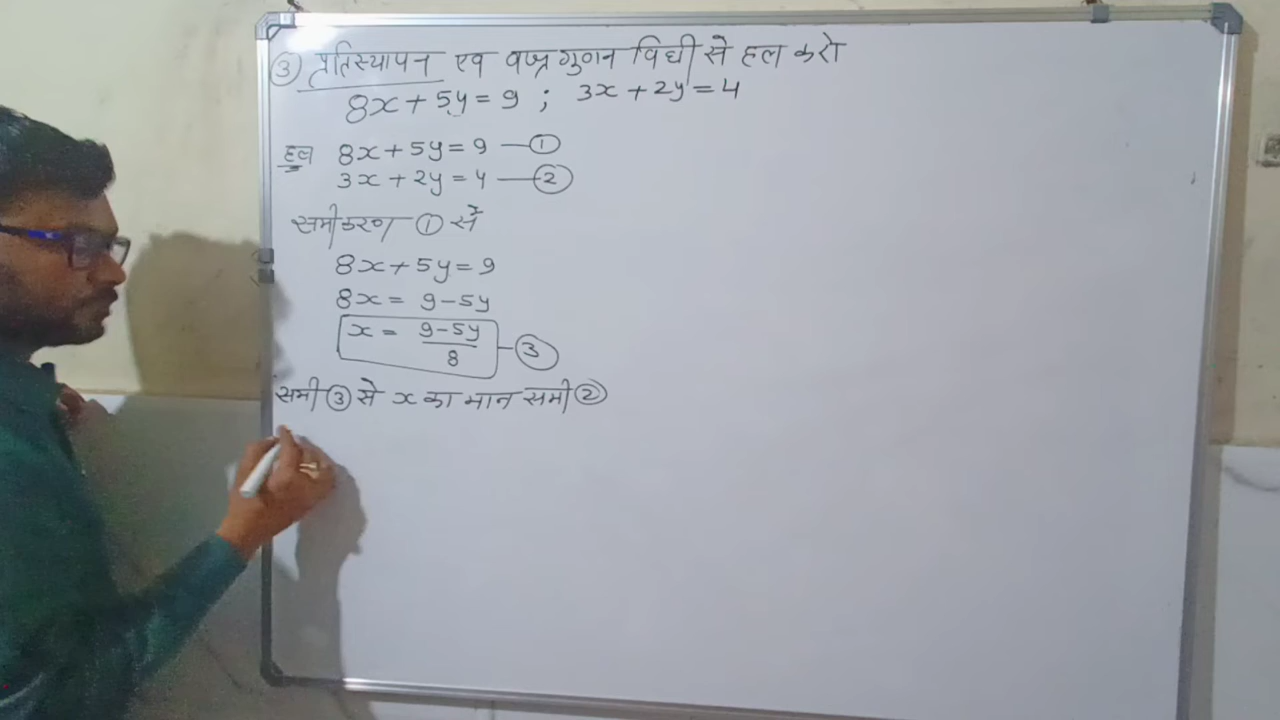 ③ प्रतिस्थापन एव वज्रगुणन विधी से हल करो
8x + 5y = 9 ; 3x + 2y = 4
हल 8x + 5y = 9 — ①
3x + 2y = 4 — ②
समीकरण ① से
8x + 5y = 9
8x = 9 - 5y
x = 9 - 5y / 8 — ③
समी ③ से x का मान समी ②